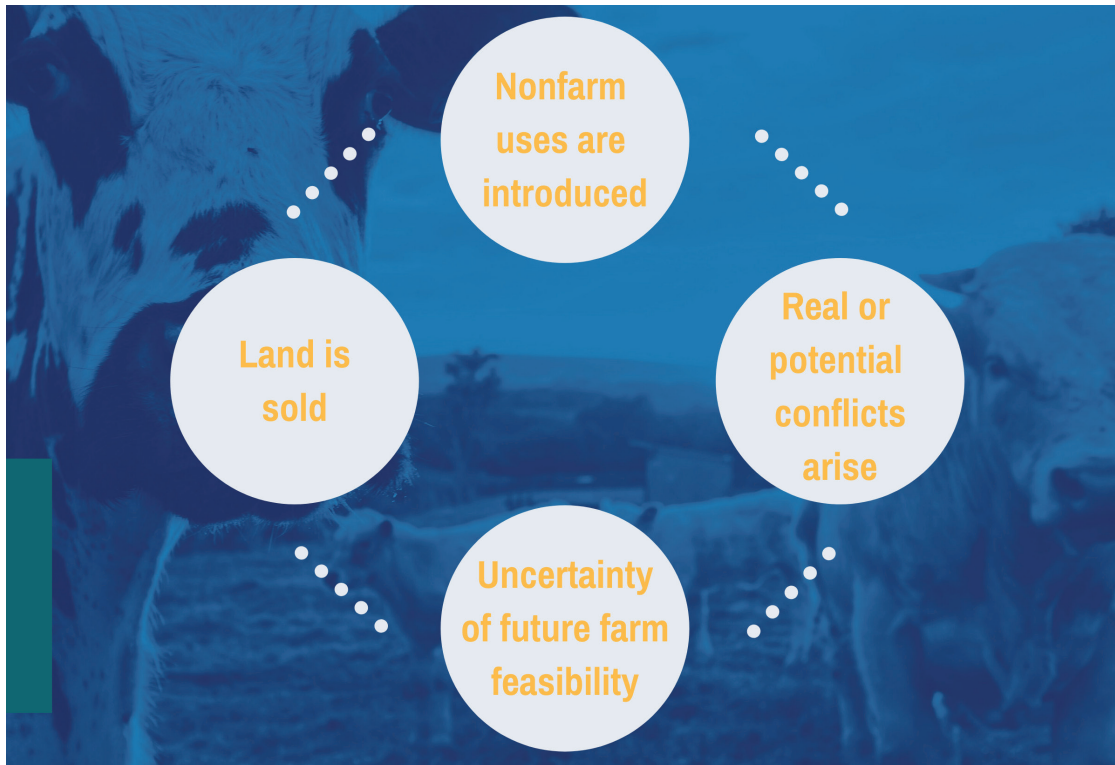 Nonfarm
uses are
introduced
Real or
potential
conflicts
arise
Uncertainty
of future farm
feasibility
Land is
sold